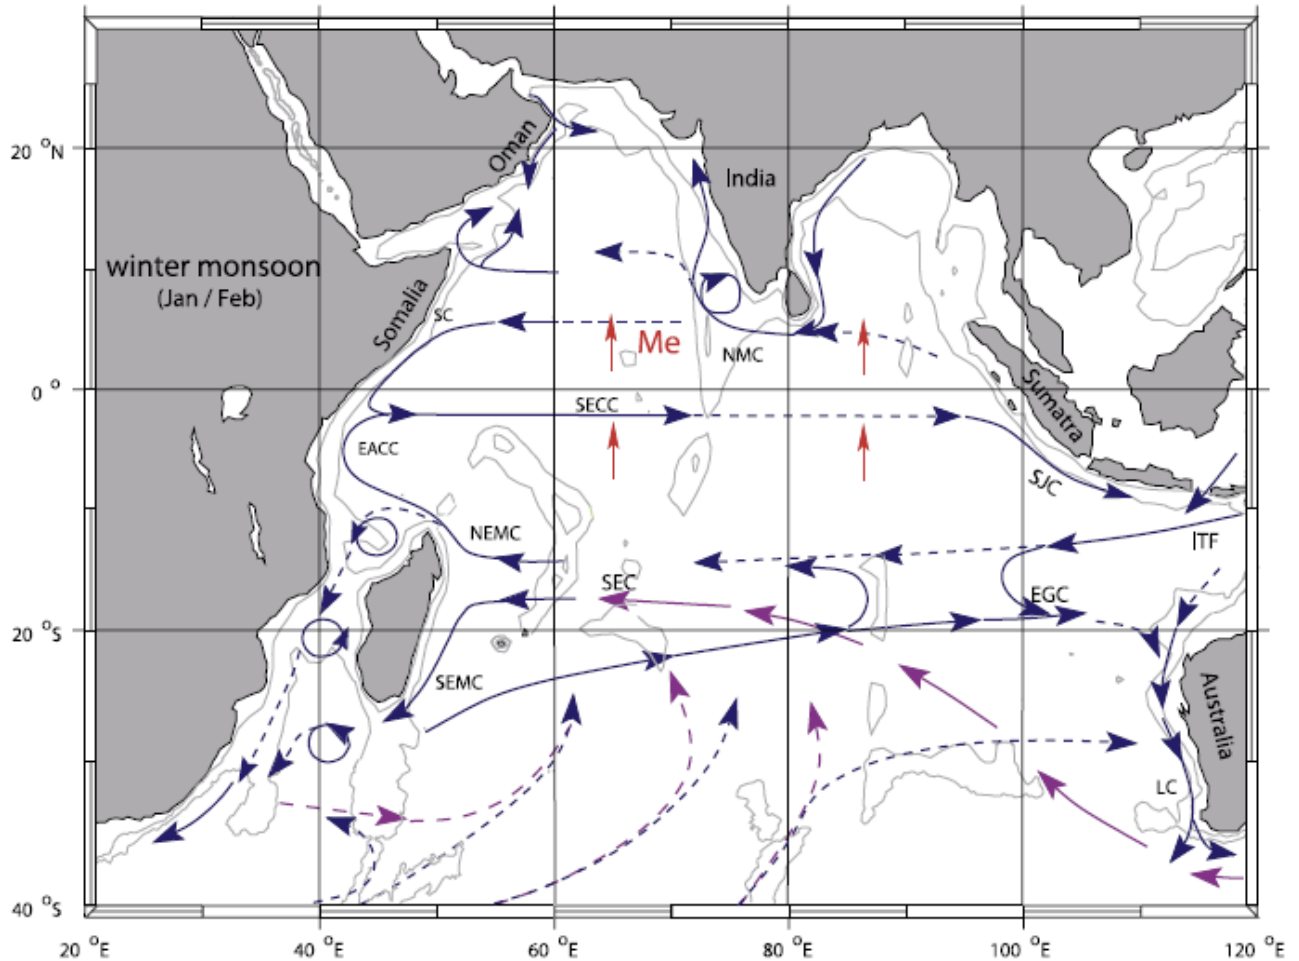 20 °N
Oman
India
winter monsoon
(Jan / Feb)
Somalia
SC
Me
NMC
0 °
Sumatra
SECC
EACC
SJC
NEMC
ITF
SEC
EGC
20 °S
SEMC
Australia
LC
40 °S
20 °E
40 °E
60 °E
80 °E
100 °E
120 °E